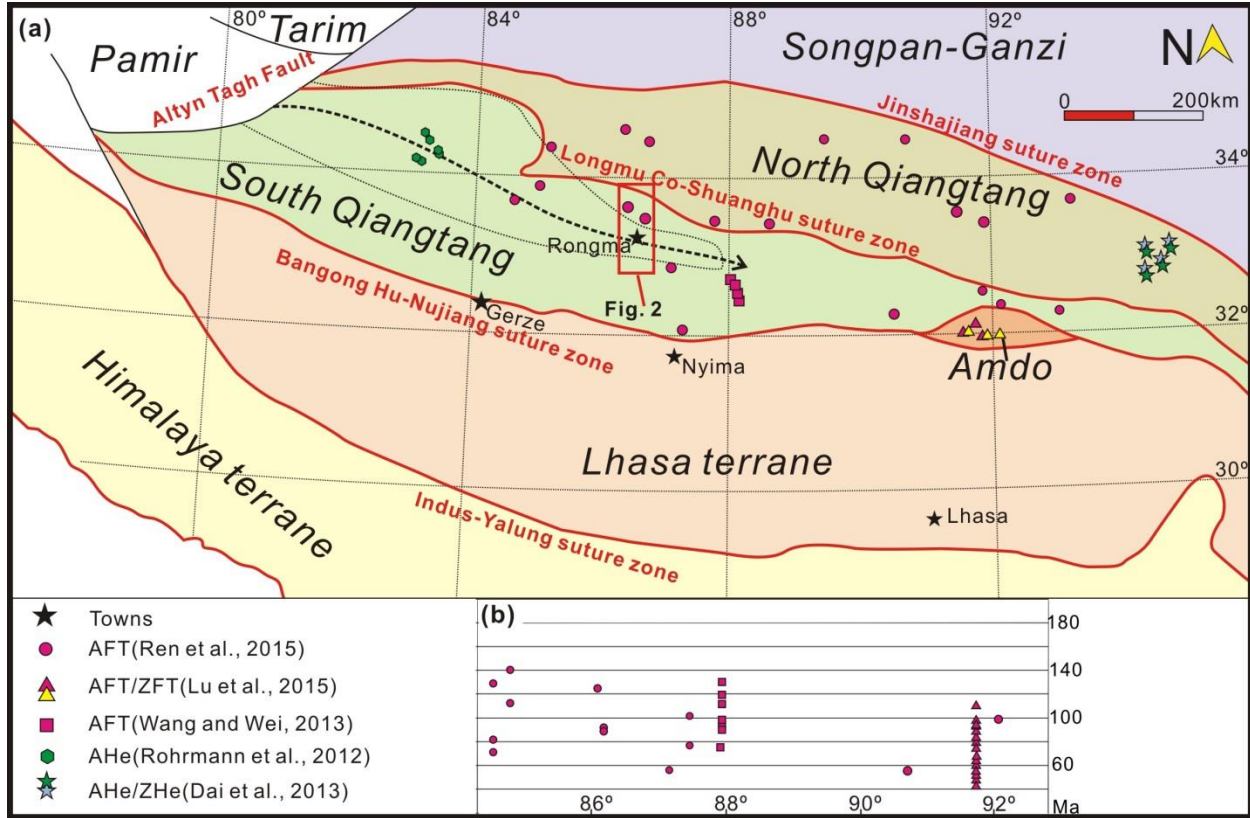 (a)
80°
84°
88°
92°
Tarim
Pamir
Altyn Tagh Fault
Songpan-Ganzi
N
0 200km
Jinshajiang suture zone
34°
North Qiangtang
Longmu Co-Shuanghu suture zone
South Qiangtang
Rongma
Bangong Hu-Nujiang suture zone
Gerze
Fig. 2
32°
Nyima
Amdo
Himalaya terrane
Lhasa terrane
30°
Indus-Yalung suture zone
Lhasa
Towns
AFT(Ren et al., 2015)
AFT/ZFT(Lu et al., 2015)
AFT(Wang and Wei, 2013)
AHe(Rohrmann et al., 2012)
AHe/ZHe(Dai et al., 2013)
(b)
180
140
100
60
86° 88° 90° 92° Ma